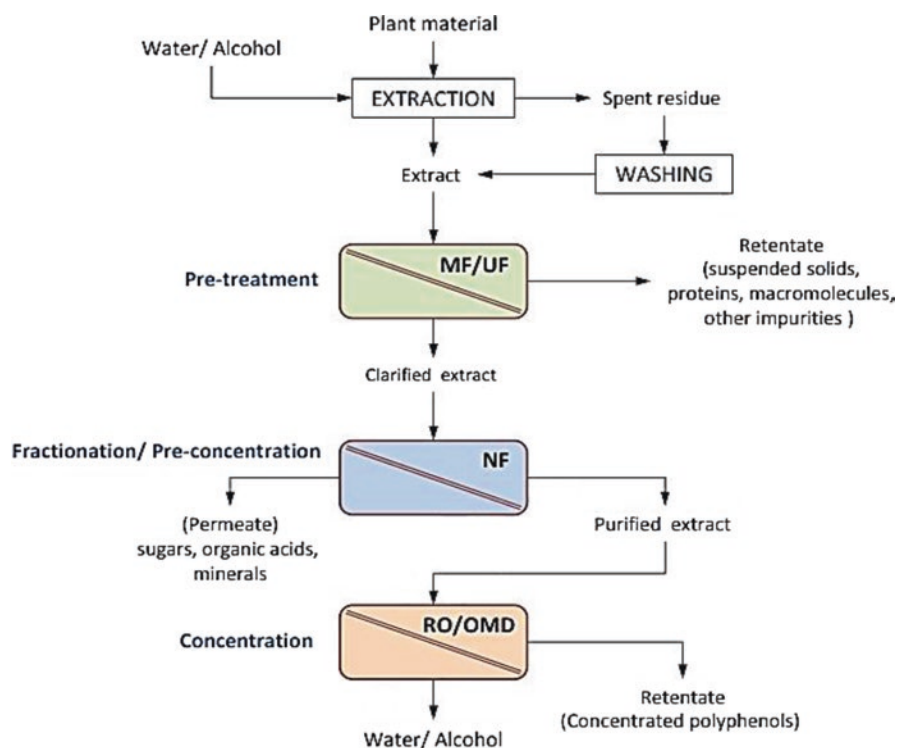 Plant material
Water/ Alcohol
EXTRACTION
Spent residue
Extract
WASHING
MF/UF
Pre-treatment
Retentate
(suspended solids,
proteins, macromolecules,
other impurities )
Clarified extract
Fractionation/ Pre-concentration
NF
(Permeate)
sugars, organic acids,
minerals
Purified extract
RO/OMD
Concentration
Retentate
(Concentrated polyphenols)
Water/ Alcohol